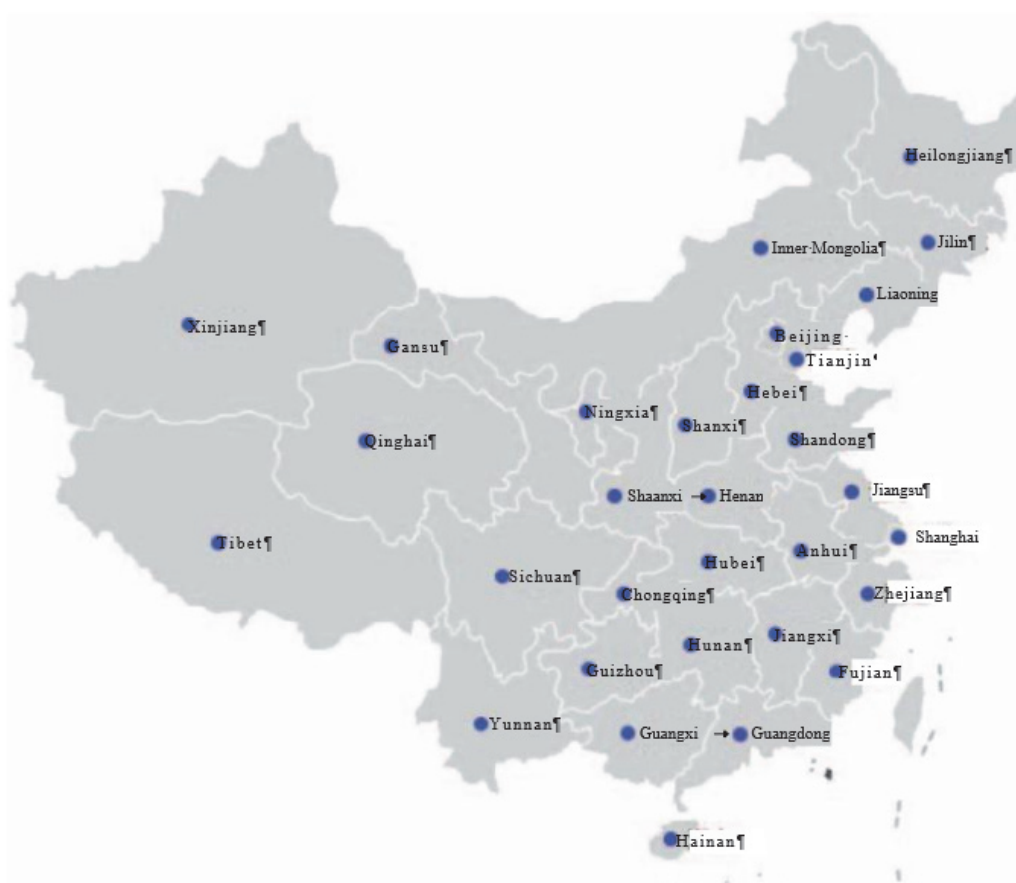 Heilongjiang¶
Jilin¶
Inner·Mongolia¶
Liaoning
Xinjiang¶
Beijing·
Gansu¶
Tianjin¶
Hebei¶
Ningxia¶
Shanxi¶
Qinghai¶
Shandong¶
Jiangsu¶
Shaanxi → Henan
Shanghai
Tibet¶
Anhui¶
Hubei¶
Sichuan¶
Chongqing¶
Zhejiang¶
Jiangxi¶
Hunan¶
Guizhou¶
Fujian¶
Yunnan¶
Guangxi → Guangdong
Hainan¶